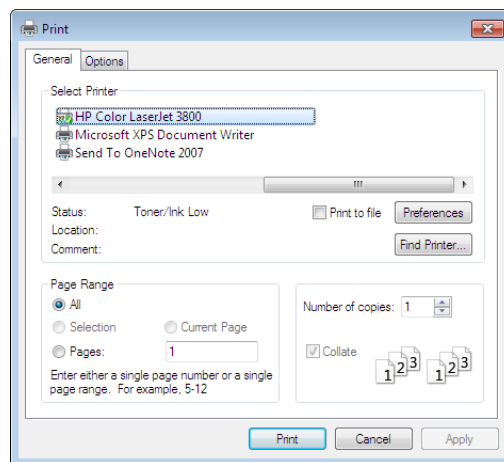 Print
General Options
Select Printer
HP Color LaserJet 3800
Microsoft XPS Document Writer
Send To OneNote 2007
Status: Toner/Ink Low Print to file Preferences
Location:
Comment: Find Printer...
Page Range
All
Selection Current Page
Pages: 1
Enter either a single page number or a single
page range. For example, 5-12
Number of copies: 1
Collate
1 2 3 1 2 3
Print Cancel Apply